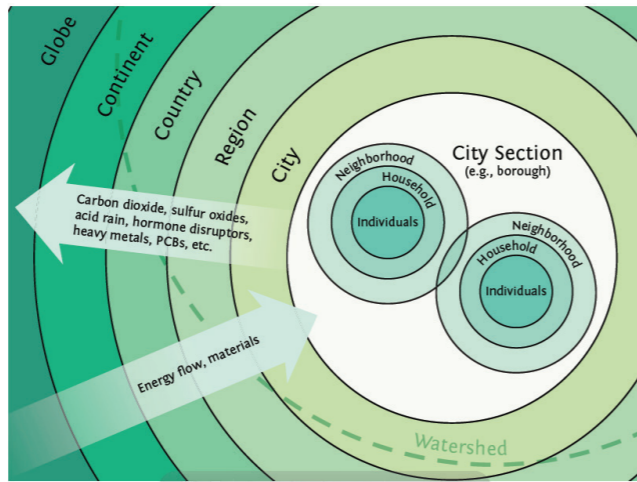 Globe
Continent
Country
Region
City
City Section
(e.g., borough)
Neighborhood
Household
Individuals
Neighborhood
Household
Individuals
Carbon dioxide, sulfur oxides,
acid rain, hormone disruptors,
heavy metals, PCBs, etc.
Energy flow, materials
Watershed